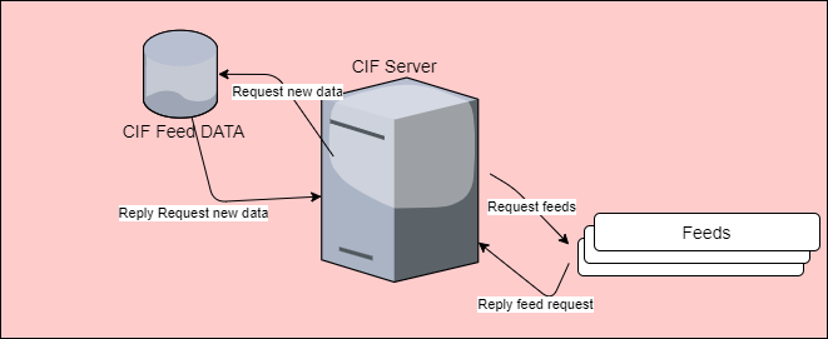 CIF Server
Request new data
CIF Feed DATA
Reply Request new data
Request feeds
Feeds
Reply feed request